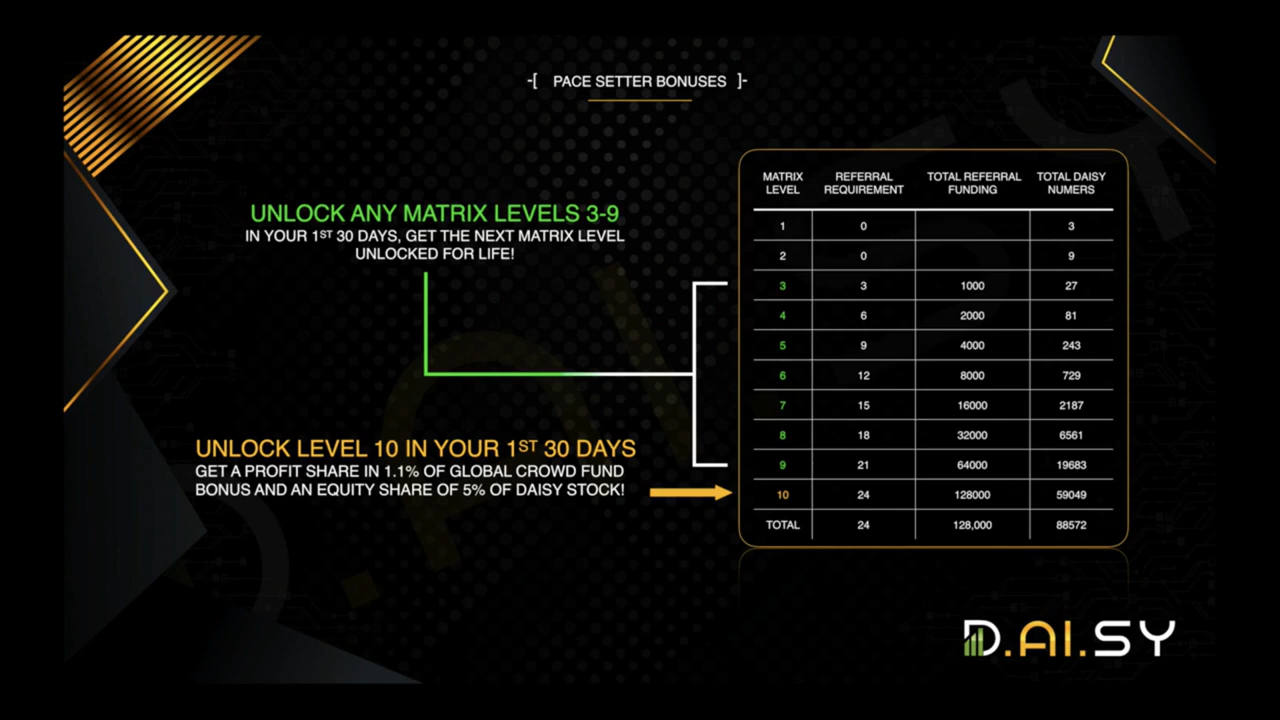 -[ PACE SETTER BONUSES ]-
UNLOCK ANY MATRIX LEVELS 3-9
IN YOUR 1ST 30 DAYS, GET THE NEXT MATRIX LEVEL
UNLOCKED FOR LIFE!
UNLOCK LEVEL 10 IN YOUR 1ST 30 DAYS
GET A PROFIT SHARE IN 1.1% OF GLOBAL CROWD FUND
BONUS AND AN EQUITY SHARE OF 5% OF DAISY STOCK!
MATRIX LEVEL REFERRAL REQUIREMENT TOTAL REFERRAL FUNDING TOTAL DAISY NUMERS
1 0 3
2 0 9
3 3 1000 27
4 6 2000 81
5 9 4000 243
6 12 8000 729
7 15 16000 2187
8 18 32000 6561
9 21 64000 19683
10 24 128000 59049
TOTAL 24 128,000 88572
D.AI.SY